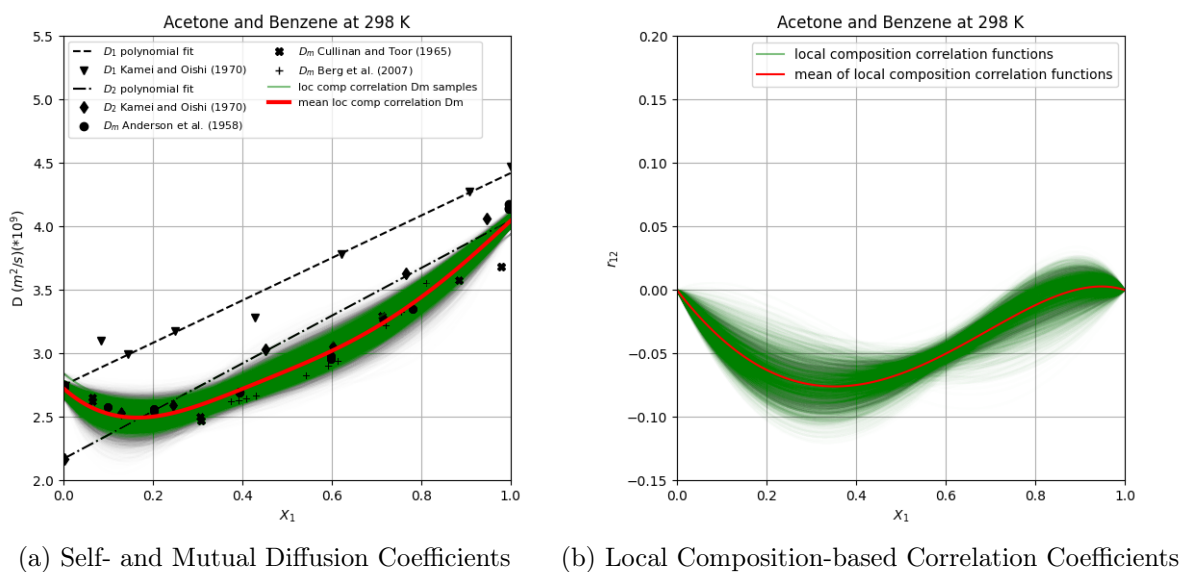 Acetone and Benzene at 298 K
5.5
5.0
4.5
4.0
3.5
3.0
2.5
2.0
D (m²/s)(*10⁹)
D₁ polynomial fit
D₁ Kamei and Oishi (1970)
D₂ polynomial fit
D₂ Kamei and Oishi (1970)
Dₘ Anderson et al. (1958)
Dₘ Cullinan and Toor (1965)
Dₘ Berg et al. (2007)
loc comp correlation Dm samples
mean loc comp correlation Dm
0.0 0.2 0.4 0.6 0.8 1.0
X₁
(a) Self- and Mutual Diffusion Coefficients
Acetone and Benzene at 298 K
0.20
0.15
0.10
0.05
0.00
−0.05
−0.10
−0.15
r₁₂
local composition correlation functions
mean of local composition correlation functions
0.0 0.2 0.4 0.6 0.8 1.0
X₁
(b) Local Composition-based Correlation Coefficients